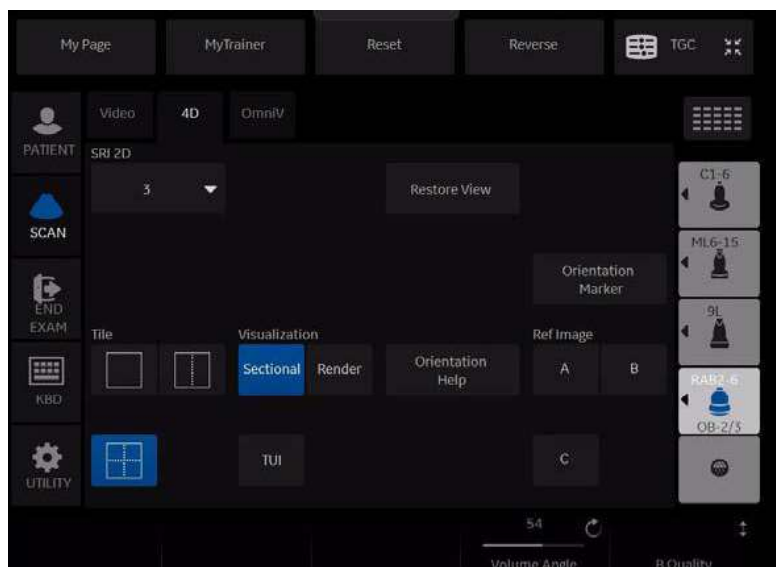 My Page
MyTrainer
Reset
Reverse
TGC
PATIENT
SCAN
END
EXAM
KBD
UTILITY
Video
4D
OmniV
SRI 2D
3
Restore View
Orientation
Marker
Tile
Visualization
Ref Image
Sectional
Render
Orientation
Help
A
B
TUI
C
C1-6
ML6-15
9L
RAB2-6
OB-2/3
54
Volume Angle
B Quality